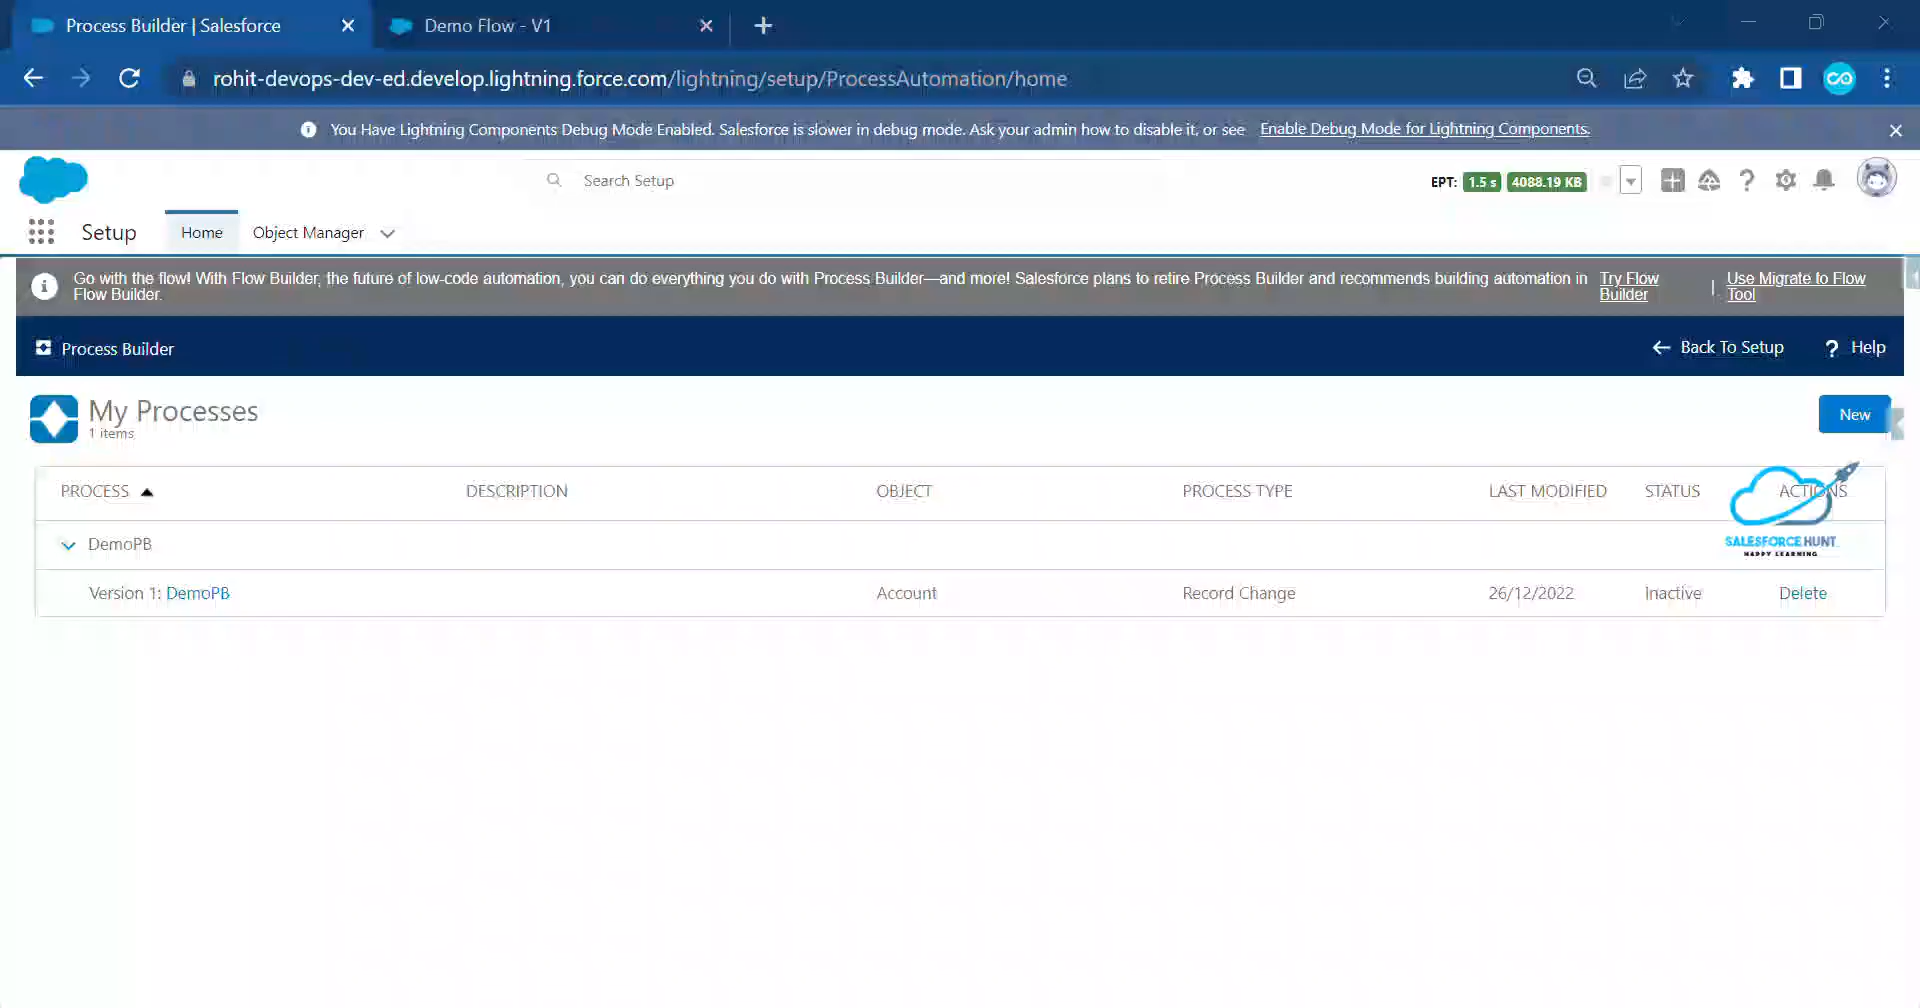 Process Builder | Salesforce
Demo Flow - V1
rohit-devops-dev-ed.develop.lightning.force.com/lightning/setup/ProcessAutomation/home
You Have Lightning Components Debug Mode Enabled. Salesforce is slower in debug mode. Ask your admin how to disable it, or see Enable Debug Mode for Lightning Components.
Search Setup
EPT: 1.5 s 4088.19 KB
Setup
Home
Object Manager
Go with the flow! With Flow Builder, the future of low-code automation, you can do everything you do with Process Builder—and more! Salesforce plans to retire Process Builder and recommends building automation in
Flow Builder.
Try Flow
Builder
|
Use Migrate to Flow
Tool
Process Builder
Back To Setup
? Help
My Processes
1 items
New
PROCESS DESCRIPTION OBJECT PROCESS TYPE LAST MODIFIED STATUS ACTIONS
DemoPB
SALESFORCE HUNT
HAPPY LEARNING
Version 1: DemoPB Account Record Change 26/12/2022 Inactive Delete